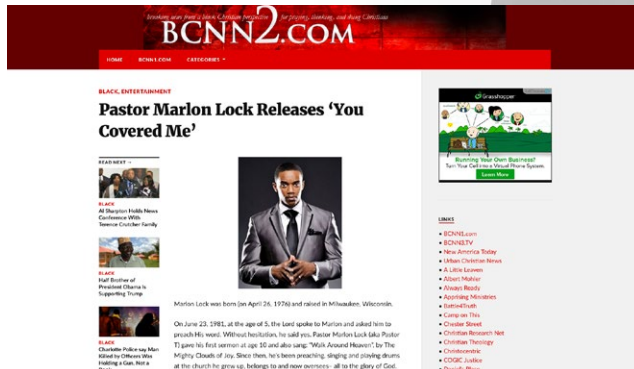 breaking news from a black Christian perspective for praying, thinking, and doing Christians
BCNN2.COM
HOME
BCNN1.COM
CATEGORIES
BLACK, ENTERTAINMENT
Pastor Marlon Lock Releases ‘You
Covered Me’
READ NEXT →
BLACK
Al Sharpton Holds News
Conference With
Terence Crutcher Family
BLACK
Half Brother of
President Obama Is
Supporting Trump
BLACK
Charlotte Police say Man
Killed by Officers Was
Holding a Gun, Not a
Marlon Lock was born (on April 26, 1976) and raised in Milwaukee, Wisconsin.
On June 23, 1981, at the age of 5, the Lord spoke to Marlon and asked him to
preach His word. Without hesitation, he said yes. Pastor Marlon Lock (aka Pastor
T) gave his first sermon at age 10 and also sang: "Walk Around Heaven", by The
Mighty Clouds of Joy. Since then, he's been preaching, singing and playing drums
at the church he grew up, belongs to and now oversees- all to the glory of God.
Grasshopper
Running Your Own Business?
Turn Your Cell into a Virtual Phone System.
Learn More
LINKS
• BCNN1.com
• BCNN3.TV
• New America Today
• Urban Christian News
• A Little Leaven
• Albert Mohler
• Always Ready
• Apprising Ministries
• Battle4Truth
• Camp on This
• Chester Street
• Christian Research Net
• Christian Theology
• Christocentric
• COGIC Justice